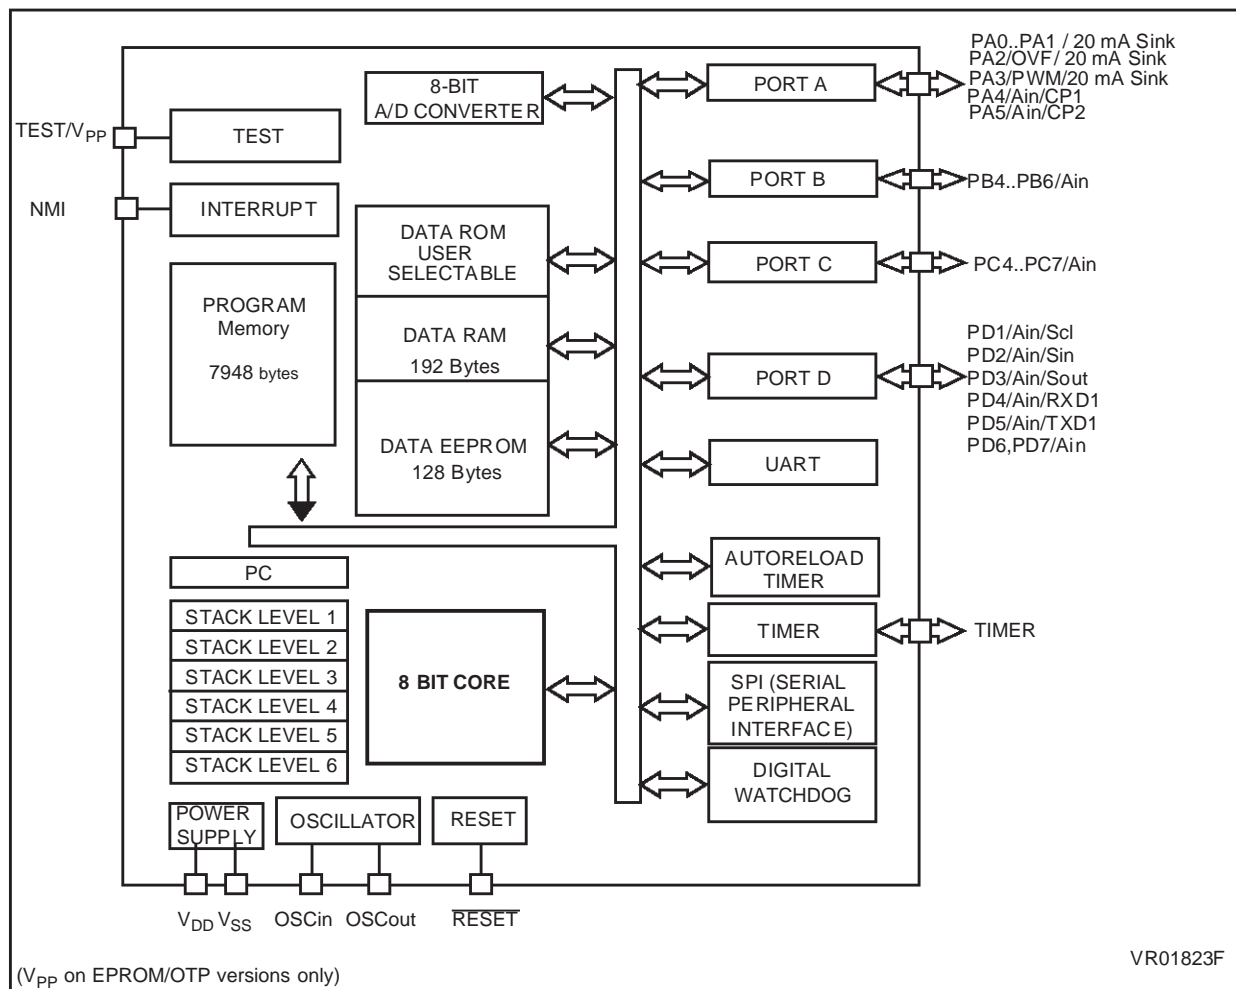 PA0..PA1 / 20 mA Sink
PA2/OVF/ 20 mA Sink
PA3/PWM/20 mA Sink
PA4/Ain/CP1
PA5/Ain/CP2
8-BIT
A/D CONVERTER
PORT A
TEST/VPP
TEST
PORT B
PB4..PB6/Ain
NMI
INTERRUPT
DATA ROM
USER
SELECTABLE
PORT C
PC4..PC7/Ain
PROGRAM
Memory
7948 bytes
DATA RAM
192 Bytes
PORT D
PD1/Ain/Scl
PD2/Ain/Sin
PD3/Ain/Sout
PD4/Ain/RXD1
PD5/Ain/TXD1
PD6,PD7/Ain
DATA EEPROM
128 Bytes
UART
PC
AUTORELOAD
TIMER
STACK LEVEL 1
STACK LEVEL 2
STACK LEVEL 3
STACK LEVEL 4
STACK LEVEL 5
STACK LEVEL 6
8 BIT CORE
TIMER
TIMER
SPI (SERIAL
PERIPHERAL
INTERFACE)
DIGITAL
WATCHDOG
POWER
SUPPLY
OSCILLATOR
RESET
VDD VSS
OSCin
OSCout
RESET
(VPP on EPROM/OTP versions only)
VR01823F